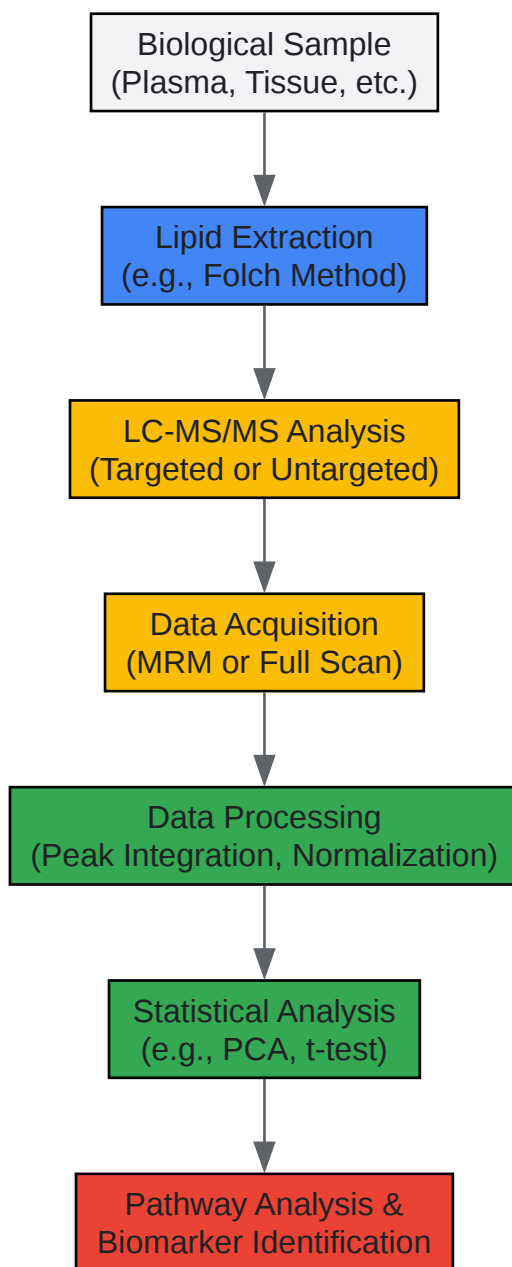 Biological Sample
(Plasma, Tissue, etc.)
Lipid Extraction
(e.g., Folch Method)
LC-MS/MS Analysis
(Targeted or Untargeted)
Data Acquisition
(MRM or Full Scan)
Data Processing
(Peak Integration, Normalization)
Statistical Analysis
(e.g., PCA, t-test)
Pathway Analysis &
Biomarker Identification